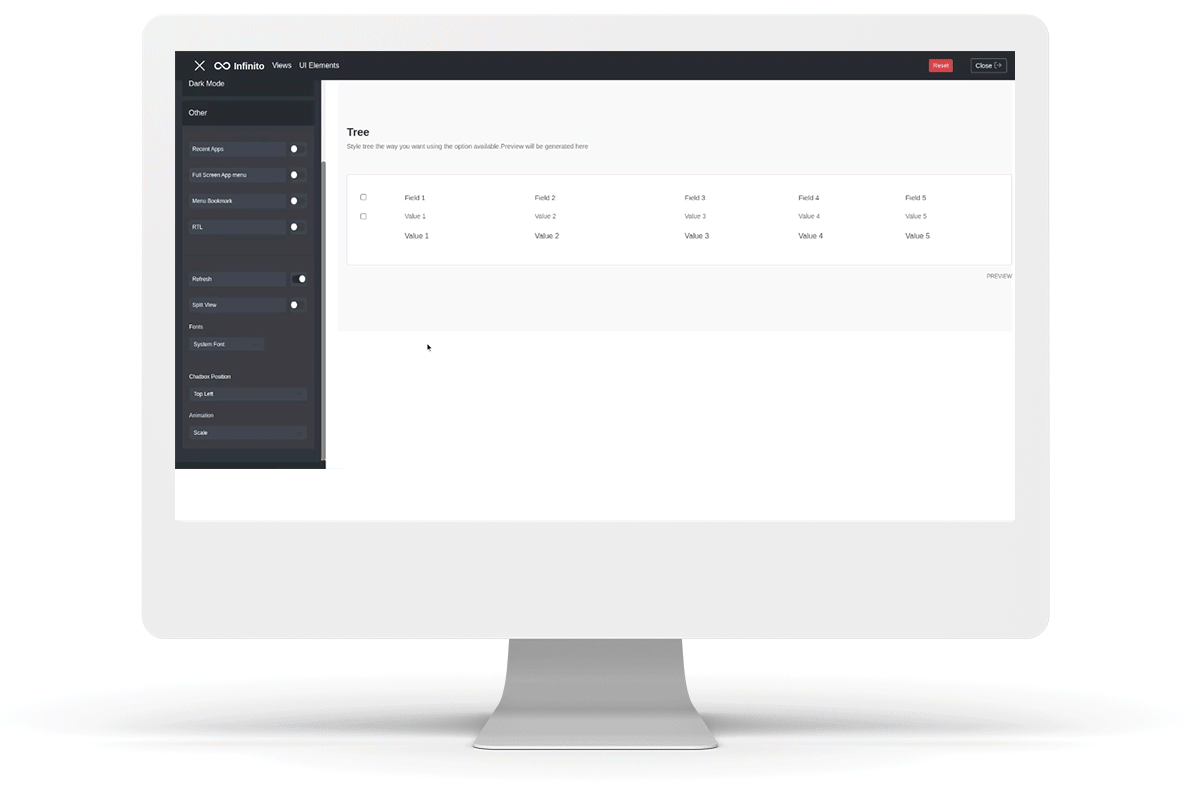 Infinito Views UI Elements Reset Close
Dark Mode
Other
Recent Apps
Full Screen App menu
Menu Bookmark
RTL
Refresh
Split View
Fonts
System Font
Chatbox Position
Top Left
Animation
Scale
Tree
Style tree the way you want using the option available.Preview will be generated here
Field 1 Field 2 Field 3 Field 4 Field 5
Value 1 Value 2 Value 3 Value 4 Value 5
Value 1 Value 2 Value 3 Value 4 Value 5
PREVIEW